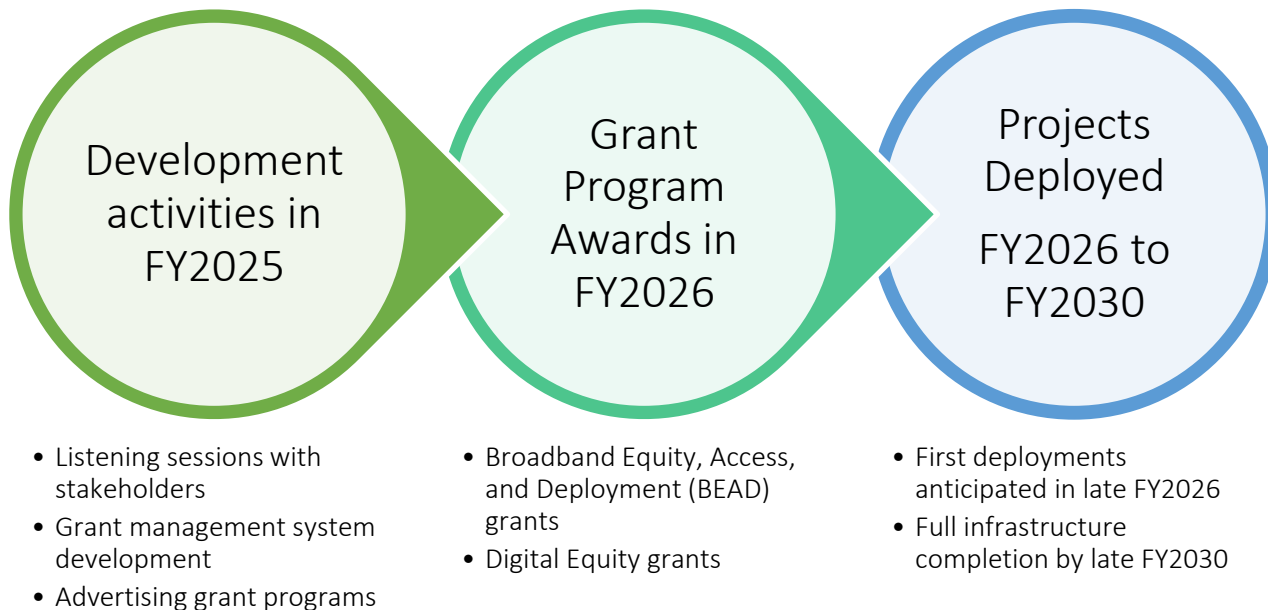 Development
activities in
FY2025
Grant
Program
Awards in
FY2026
Projects
Deployed
FY2026 to
FY2030
• Listening sessions with
stakeholders
• Grant management system
development
• Advertising grant programs
• Broadband Equity, Access,
and Deployment (BEAD)
grants
• Digital Equity grants
• First deployments
anticipated in late FY2026
• Full infrastructure
completion by late FY2030